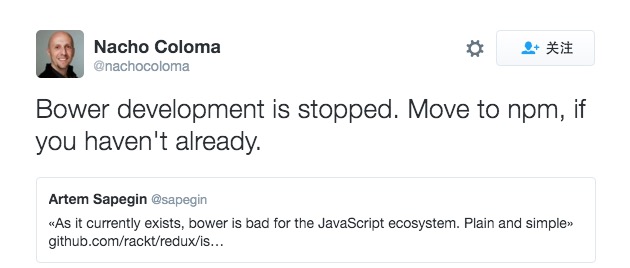 Nacho Coloma
@nachocoloma
关注
Bower development is stopped. Move to npm, if
you haven't already.
Artem Sapegin @sapegin
«As it currently exists, bower is bad for the JavaScript ecosystem. Plain and simple»
github.com/rackt/redux/is…